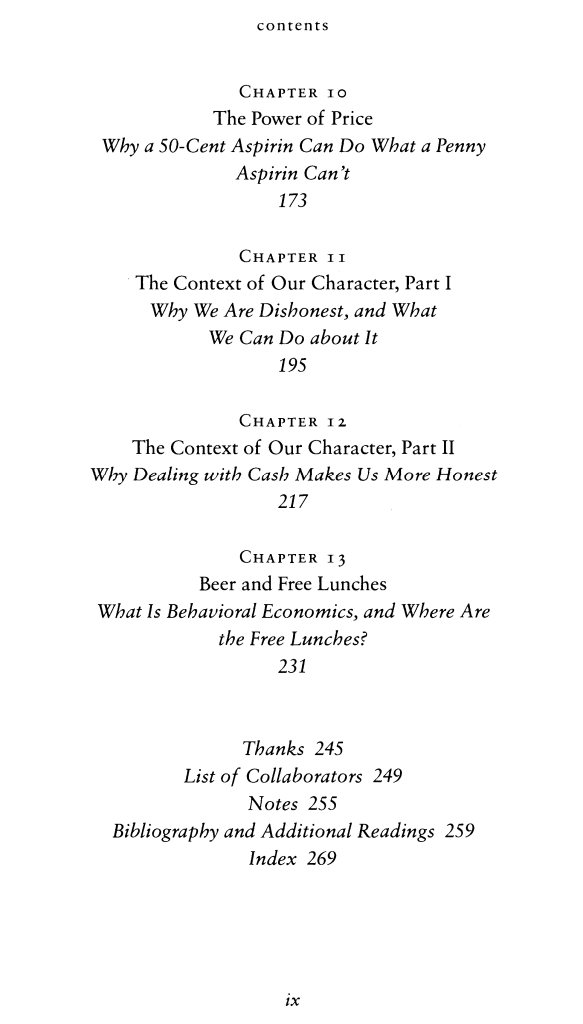 contents
Chapter 10
The Power of Price
Why a 50-Cent Aspirin Can Do What a Penny
Aspirin Can't
173
Chapter 11
The Context of Our Character, Part I
Why We Are Dishonest, and What
We Can Do about It
195
Chapter 12
The Context of Our Character, Part II
Why Dealing with Cash Makes Us More Honest
217
Chapter 13
Beer and Free Lunches
What Is Behavioral Economics, and Where Are
the Free Lunches?
231
Thanks 245
List of Collaborators 249
Notes 255
Bibliography and Additional Readings 259
Index 269
ix